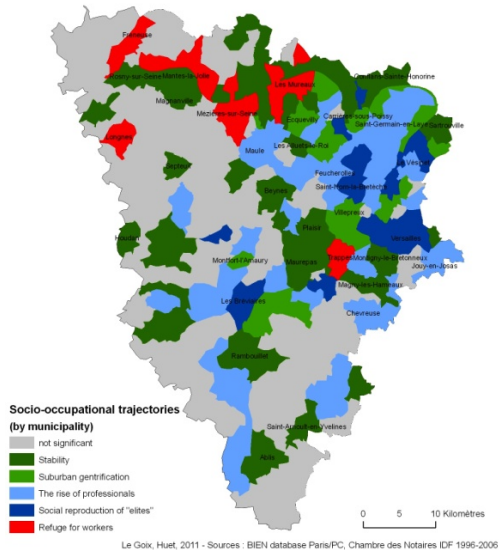 Freneuse
Rosny-sur-Seine
Mantes-la-Jolie
Les Mureaux
Conflans-Sainte-Honorine
Magnanville
Mézières-sur-Seine
Ecquevilly
Carrières-sous-Poissy
Saint-Germain-en-Laye
Sartrouville
Longnes
Maule
Les Alluets-le-Roi
Le Vésinet
Septeuil
Feucherolles
Saint-Nom-la-Bretèche
Beynes
Villepreux
Houdan
Plaisir
Versailles
Montfort-l'Amaury
Maurepas
Trappes
Montigny-le-Bretonneux
Jouy-en-Josas
Magny-les-Hameaux
Les Bréviaires
Chevreuse
Rambouillet
Saint-Arnoult-en-Yvelines
Ablis
Socio-occupational trajectories
(by municipality)
not significant
Stability
Suburban gentrification
The rise of professionals
Social reproduction of "elites"
Refuge for workers
0 5 10 Kilomètres
Le Goix, Huet, 2011 - Sources : BIEN database Paris/PC, Chambre des Notaires IDF 1996-2006